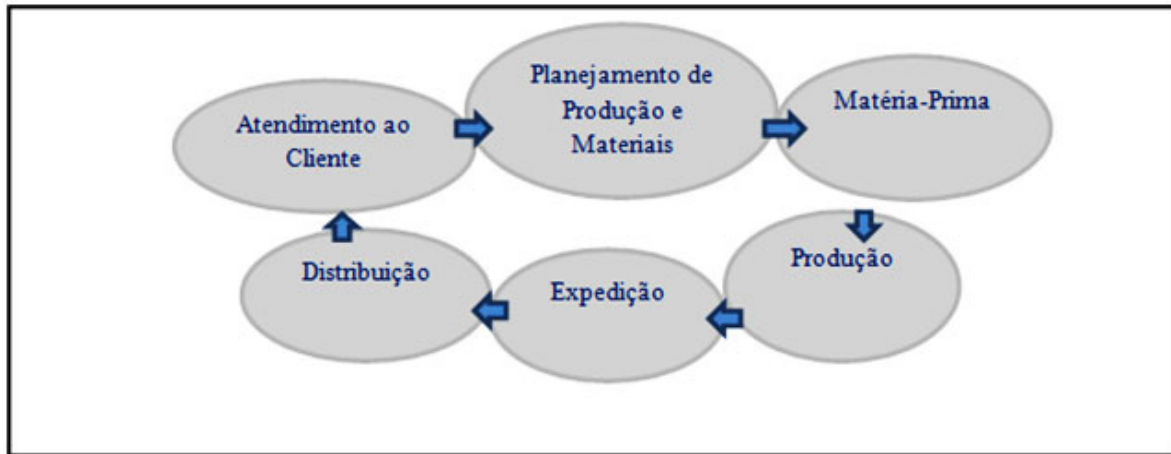 Atendimento ao
Cliente
Planejamento de
Produção e
Materiais
Matéria-Prima
Produção
Expedição
Distribuição